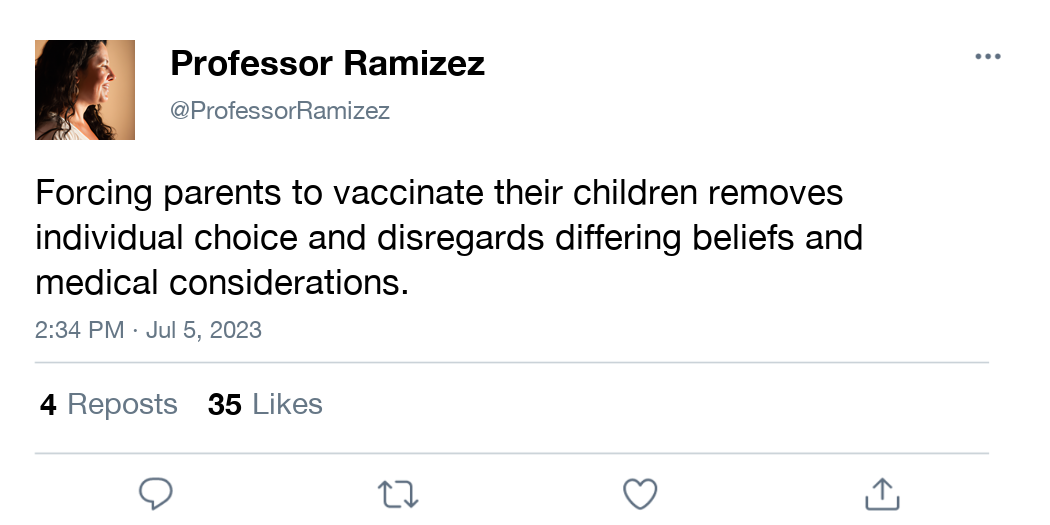 Professor Ramizez
@ProfessorRamizez
Forcing parents to vaccinate their children removes
individual choice and disregards differing beliefs and
medical considerations.
2:34 PM · Jul 5, 2023
4 Reposts 35 Likes